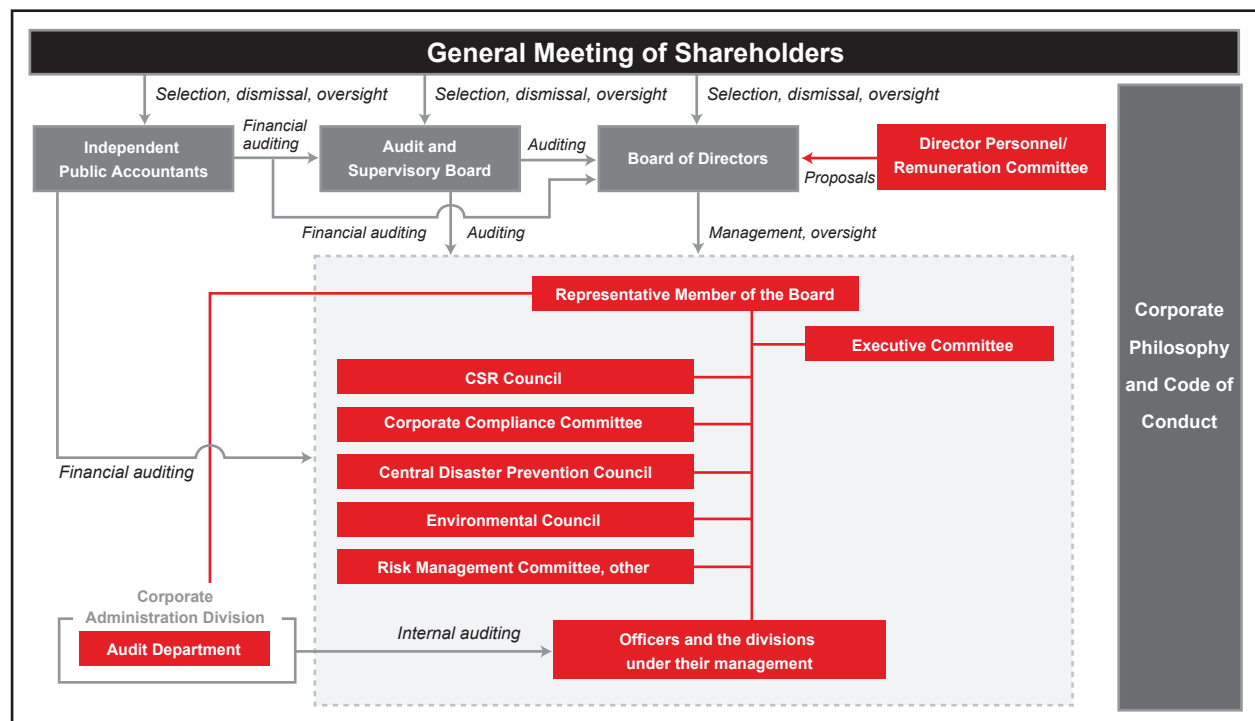 General Meeting of Shareholders
Selection, dismissal, oversight
Selection, dismissal, oversight
Selection, dismissal, oversight
Independent
Public Accountants
Financial
auditing
Audit and
Supervisory Board
Auditing
Board of Directors
Proposals
Director Personnel/
Remuneration Committee
Financial auditing
Auditing
Management, oversight
Representative Member of the Board
Executive Committee
CSR Council
Corporate Compliance Committee
Central Disaster Prevention Council
Environmental Council
Risk Management Committee, other
Financial auditing
Corporate
Administration Division
Audit Department
Internal auditing
Officers and the divisions
under their management
Corporate
Philosophy
and Code of
Conduct